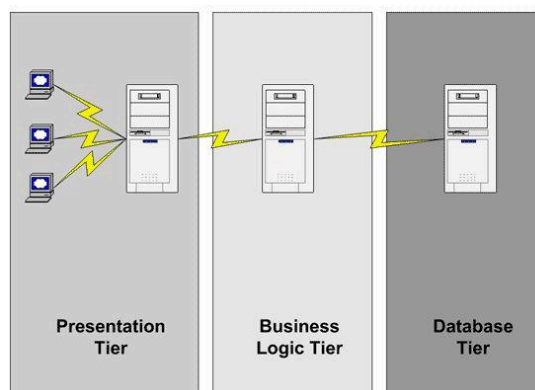 Presentation
Tier
Business
Logic Tier
Database
Tier